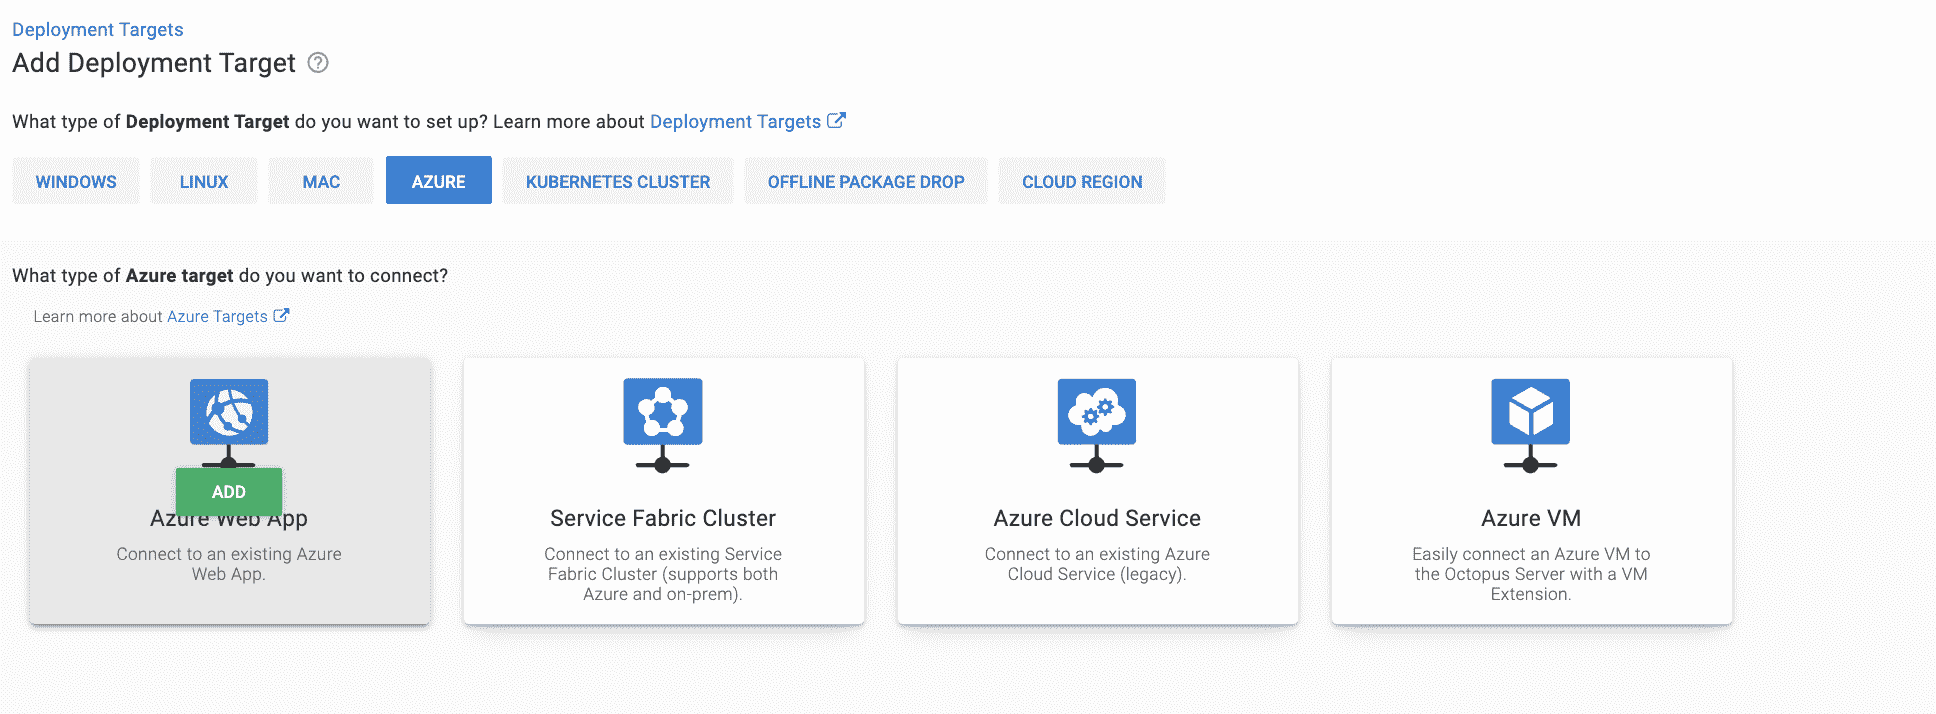 Deployment Targets
Add Deployment Target
What type of Deployment Target do you want to set up? Learn more about Deployment Targets
WINDOWS LINUX MAC AZURE KUBERNETES CLUSTER OFFLINE PACKAGE DROP CLOUD REGION
What type of Azure target do you want to connect?
Learn more about Azure Targets
ADD
Azure Web App
Connect to an existing Azure
Web App.
Service Fabric Cluster
Connect to an existing Service
Fabric Cluster (supports both
Azure and on-prem).
Azure Cloud Service
Connect to an existing Azure
Cloud Service (legacy).
Azure VM
Easily connect an Azure VM to
the Octopus Server with a VM
Extension.